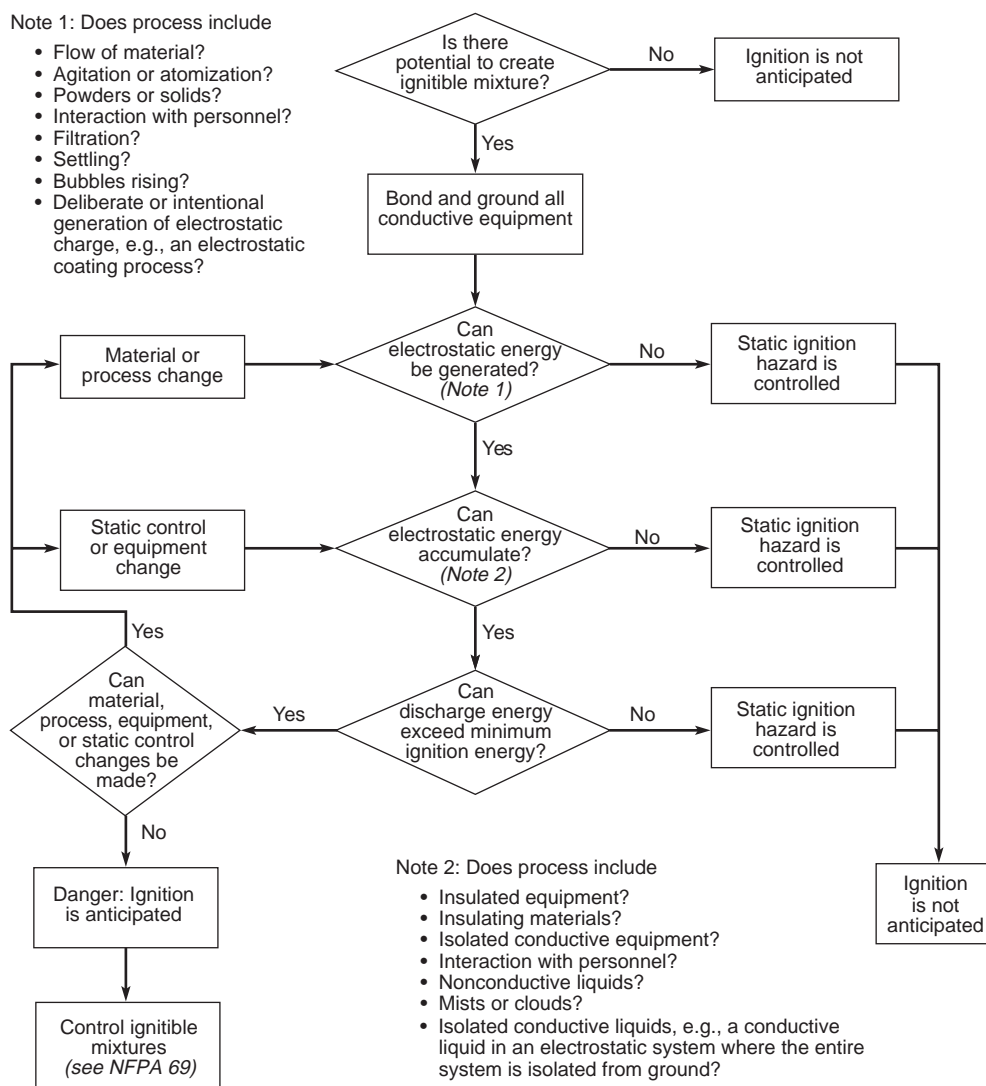 Note 1: Does process include
• Flow of material?
• Agitation or atomization?
• Powders or solids?
• Interaction with personnel?
• Filtration?
• Settling?
• Bubbles rising?
• Deliberate or intentional
generation of electrostatic
charge, e.g., an electrostatic
coating process?
Is there
potential to create
ignitible mixture?
No
Ignition is not
anticipated
Yes
Bond and ground all
conductive equipment
Material or
process change
Can
electrostatic energy
be generated?
(Note 1)
No
Static ignition
hazard is
controlled
Yes
Static control
or equipment
change
Can
electrostatic energy
accumulate?
(Note 2)
No
Static ignition
hazard is
controlled
Yes
Yes
Can
material,
process, equipment,
or static control
changes be
made?
Yes
Can
discharge energy
exceed minimum
ignition energy?
No
Static ignition
hazard is
controlled
No
Danger: Ignition
is anticipated
Control ignitible
mixtures
(see NFPA 69)
Note 2: Does process include
• Insulated equipment?
• Insulating materials?
• Isolated conductive equipment?
• Interaction with personnel?
• Nonconductive liquids?
• Mists or clouds?
• Isolated conductive liquids, e.g., a conductive
liquid in an electrostatic system where the entire
system is isolated from ground?
Ignition
is not
anticipated